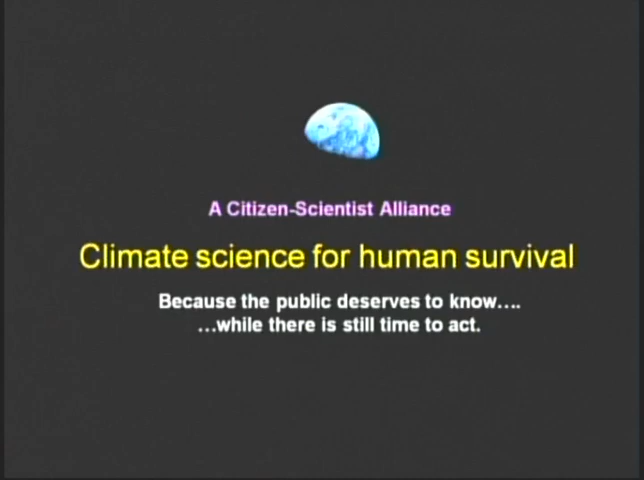 A Citizen-Scientist Alliance
Climate science for human survival
Because the public deserves to know....
...while there is still time to act.